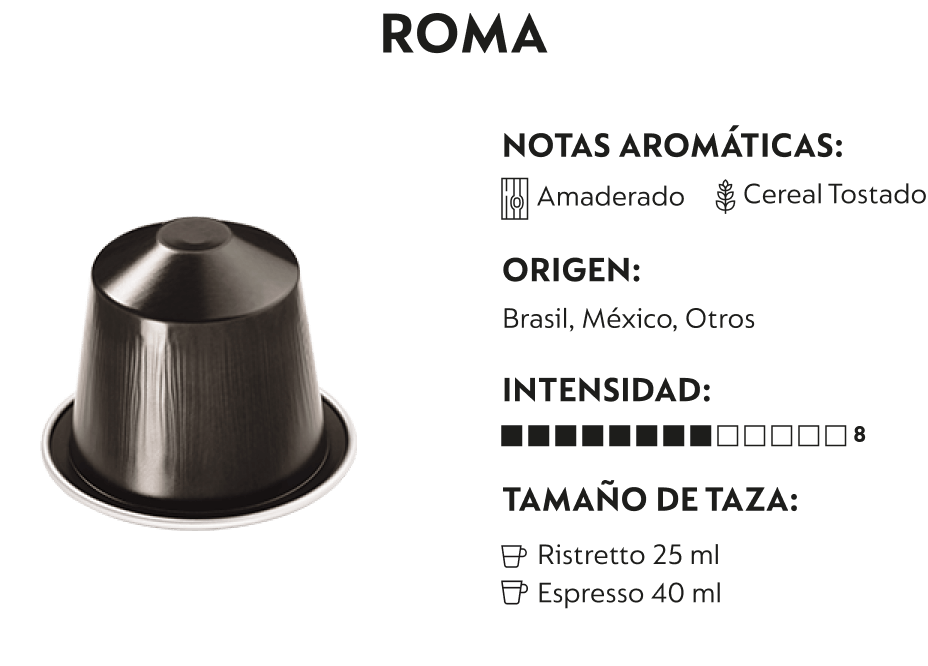 ROMA
NOTAS AROMÁTICAS:
Amaderado Cereal Tostado
ORIGEN:
Brasil, México, Otros
INTENSIDAD:
8
TAMAÑO DE TAZA:
Ristretto 25 ml
Espresso 40 ml